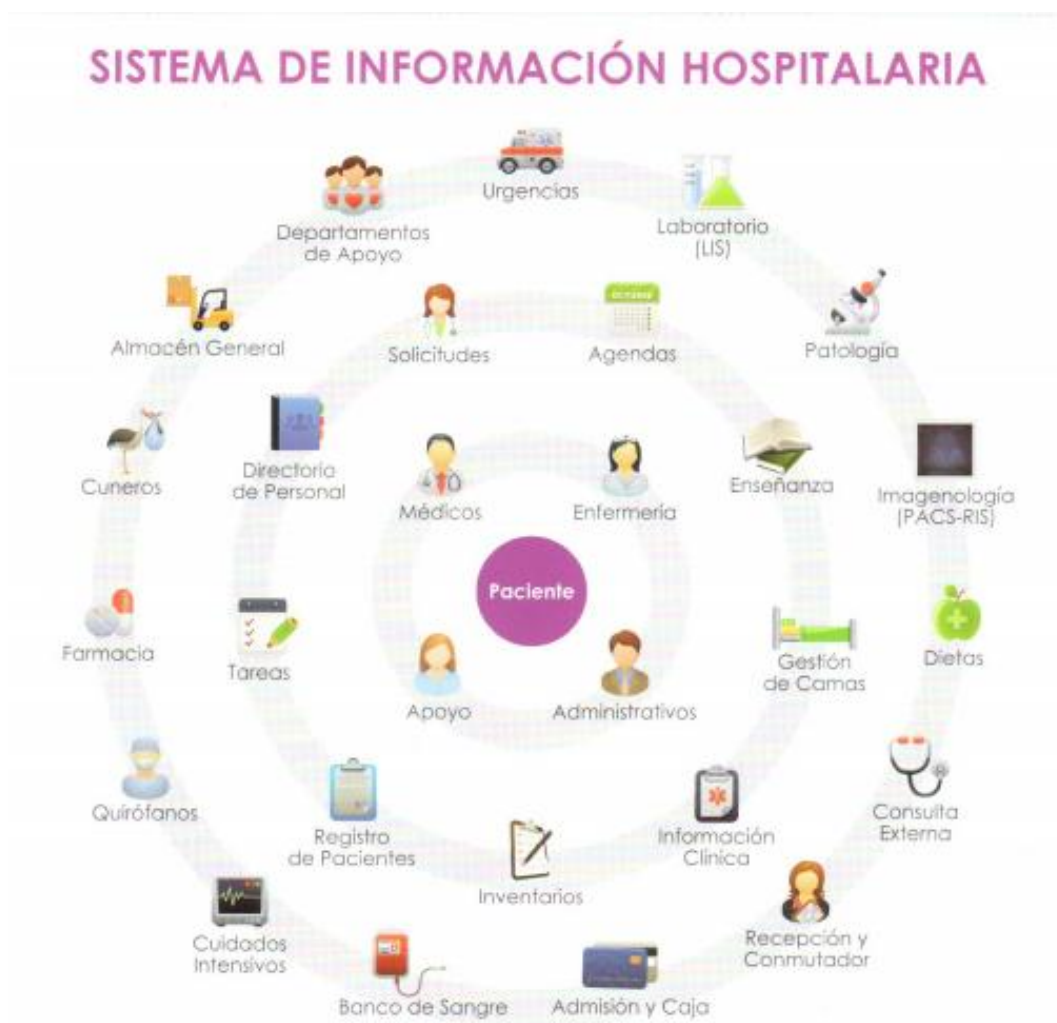 SISTEMA DE INFORMACIÓN HOSPITALARIA
Urgencias
Departamentos
de Apoyo
Laboratorio
(LIS)
Almacén General
Solicitudes
OCTUBRE
Agendas
Patología
Cuneros
Directorio
de Personal
Médicos
Enfermería
Enseñanza
Imagenología
(PACS-RIS)
Paciente
Farmacia
Tareas
Gestión
de Camas
Dietas
Apoyo
Administrativos
Quirófanos
Registro
de Pacientes
Inventarios
Información
Clínica
Consulta
Externa
Cuidados
Intensivos
Banco de Sangre
Admisión y Caja
Recepción y
Conmutador